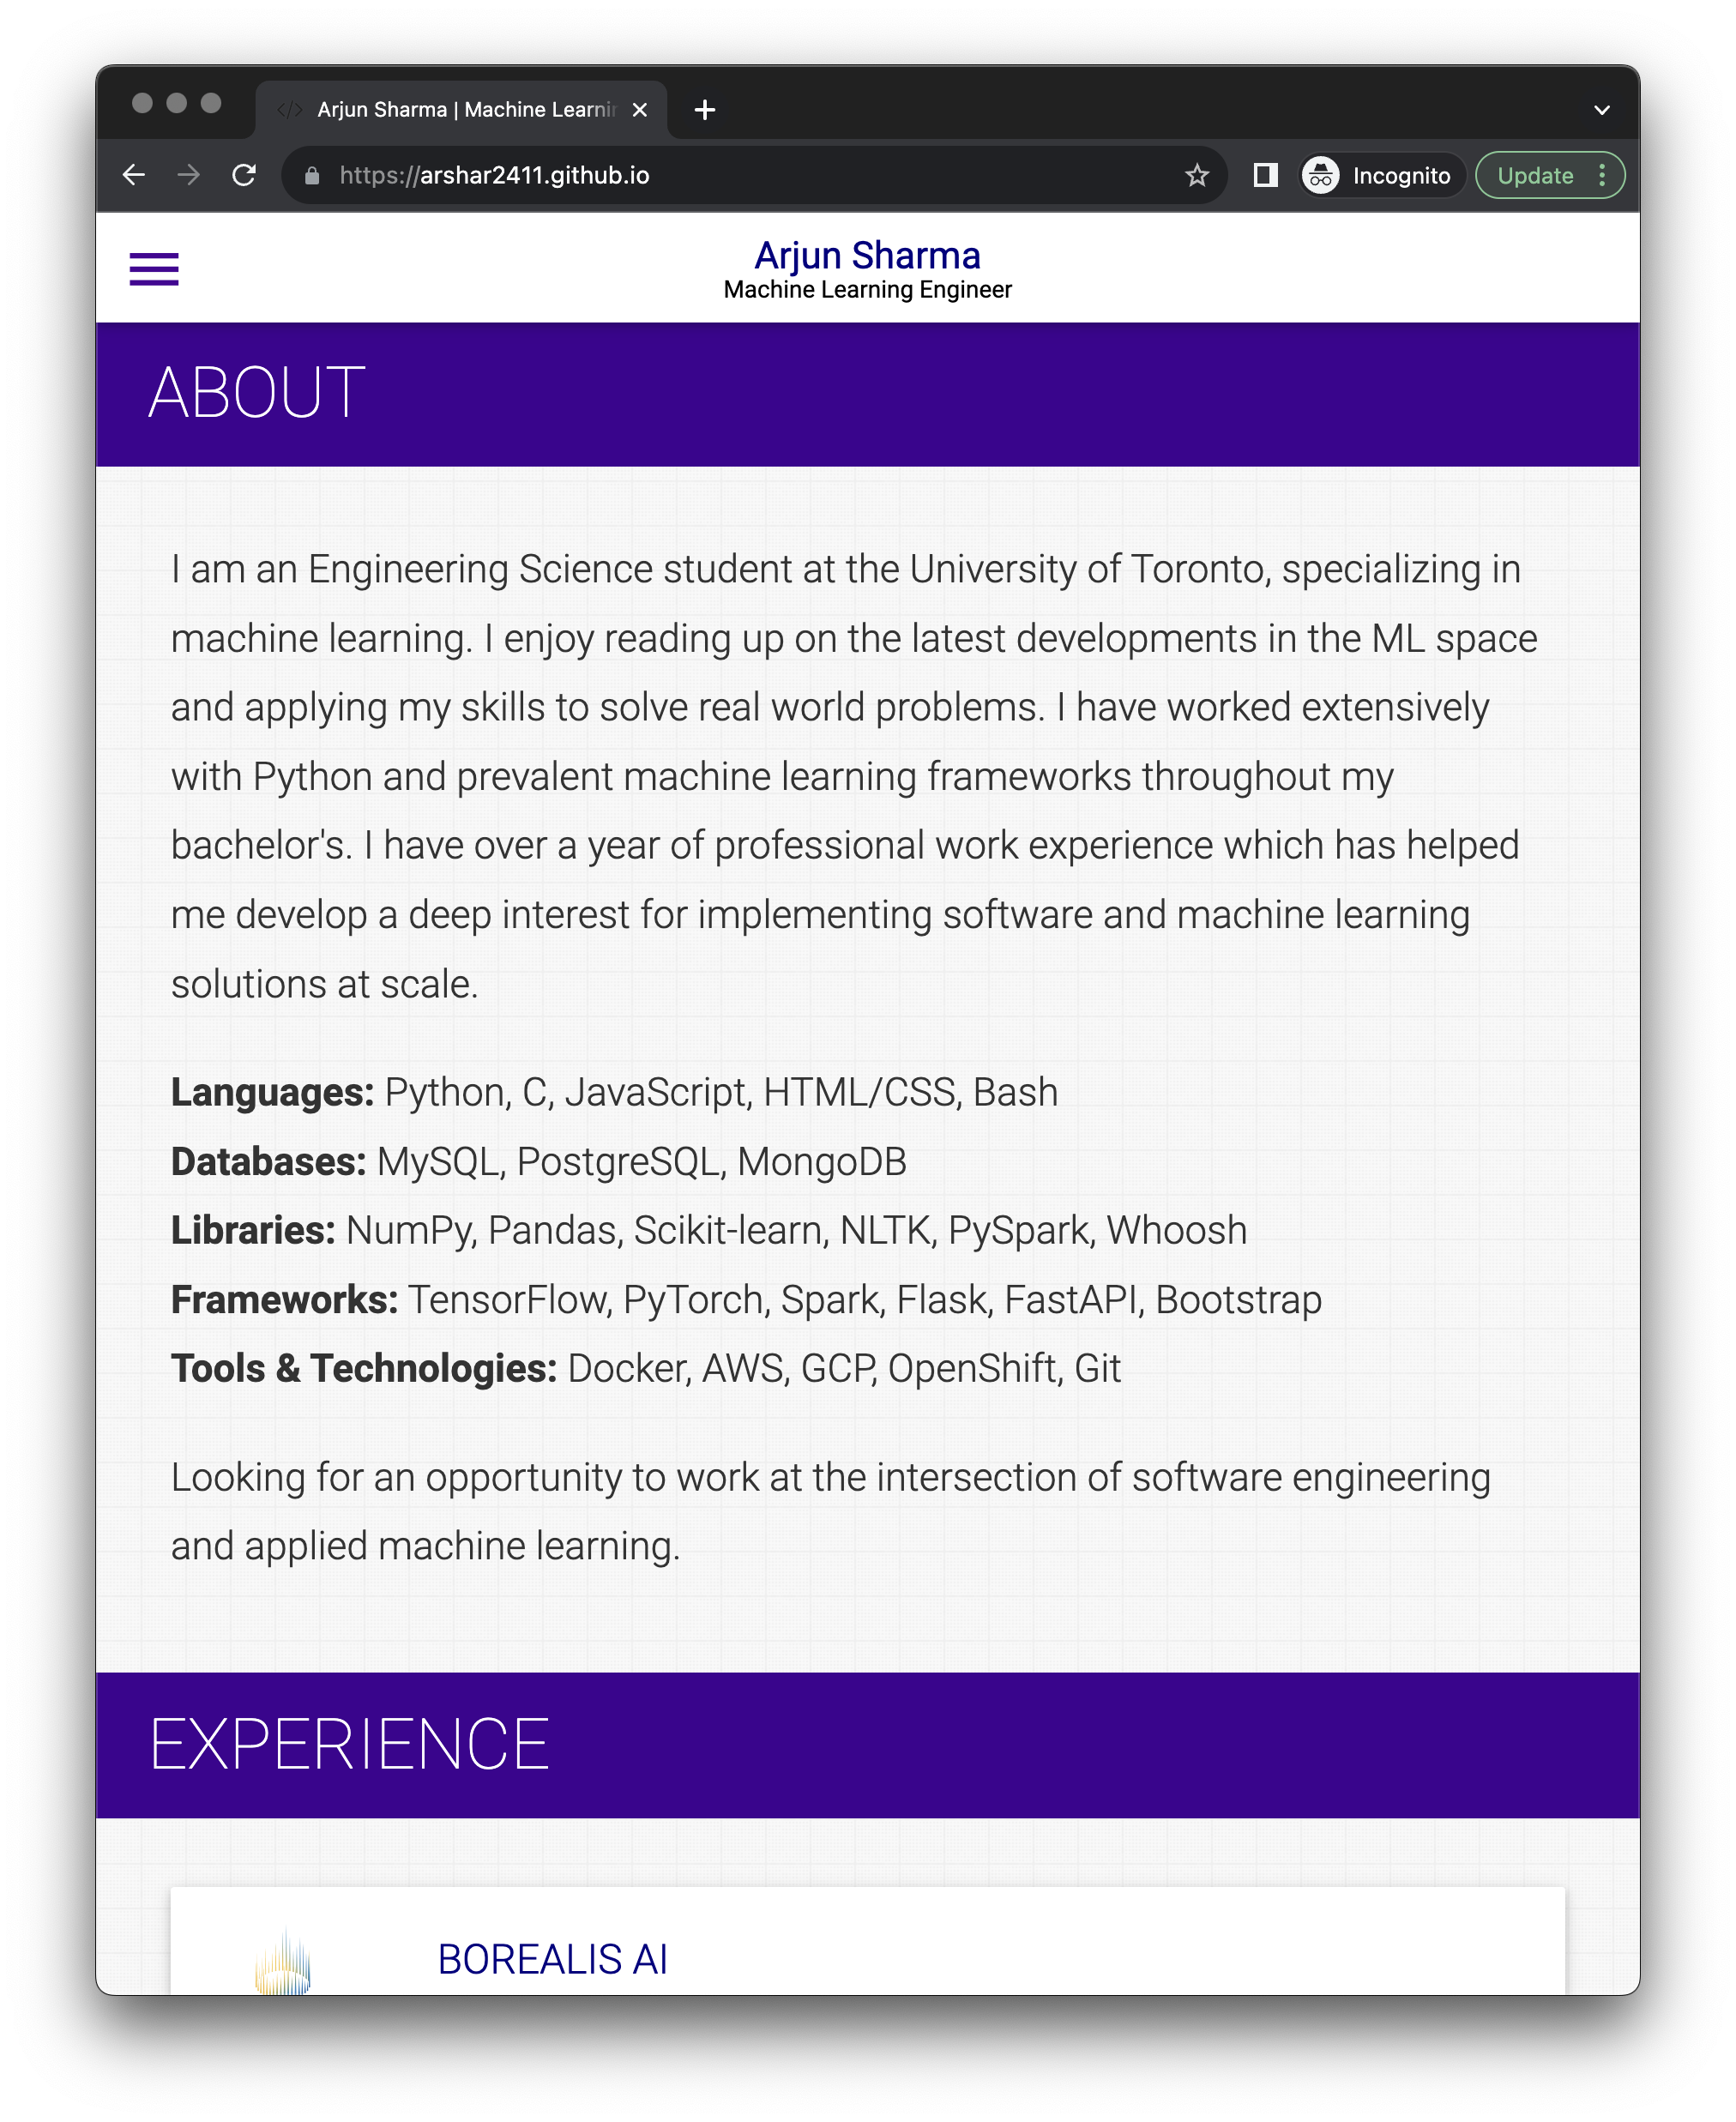 Arjun Sharma | Machine Learnin
https://arshar2411.github.io
Incognito
Update
Arjun Sharma
Machine Learning Engineer
ABOUT
I am an Engineering Science student at the University of Toronto, specializing in
machine learning. I enjoy reading up on the latest developments in the ML space
and applying my skills to solve real world problems. I have worked extensively
with Python and prevalent machine learning frameworks throughout my
bachelor's. I have over a year of professional work experience which has helped
me develop a deep interest for implementing software and machine learning
solutions at scale.
Languages: Python, C, JavaScript, HTML/CSS, Bash
Databases: MySQL, PostgreSQL, MongoDB
Libraries: NumPy, Pandas, Scikit-learn, NLTK, PySpark, Whoosh
Frameworks: TensorFlow, PyTorch, Spark, Flask, FastAPI, Bootstrap
Tools & Technologies: Docker, AWS, GCP, OpenShift, Git
Looking for an opportunity to work at the intersection of software engineering
and applied machine learning.
EXPERIENCE
BOREALIS AI